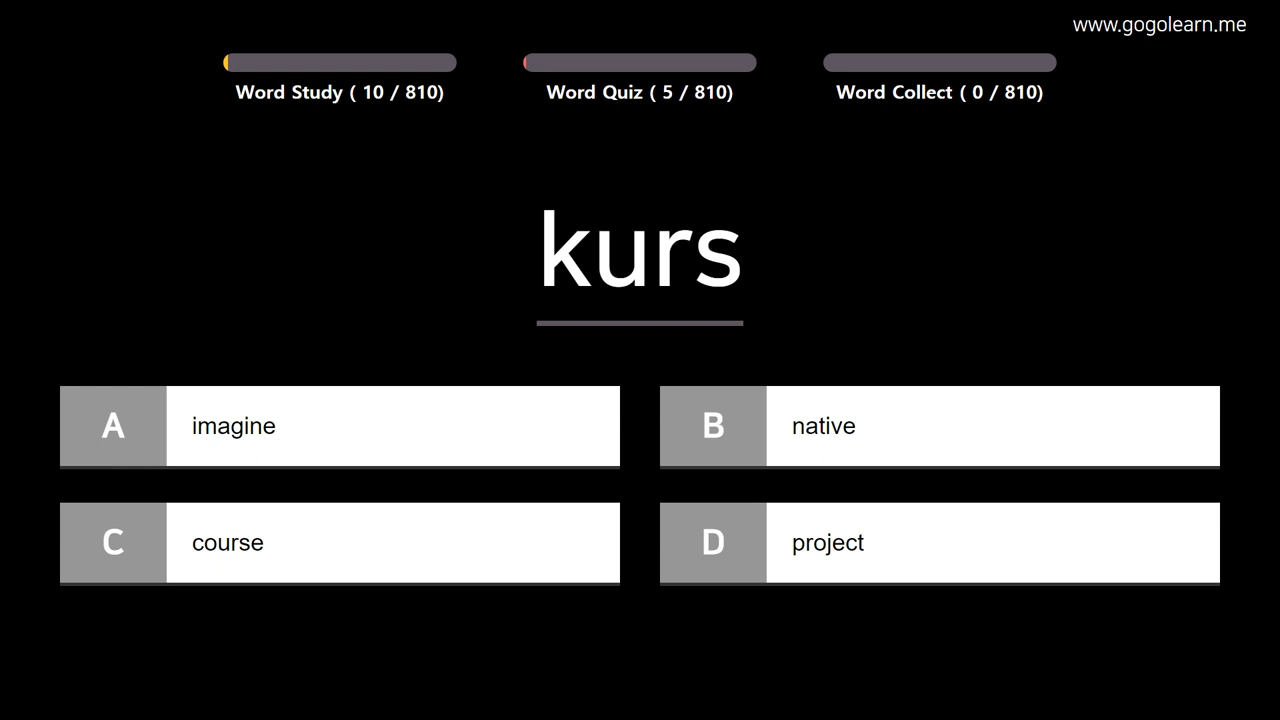 www.gogolearn.me
Word Study ( 10 / 810)
Word Quiz ( 5 / 810)
Word Collect ( 0 / 810)
kurs
A imagine
B native
C course
D project